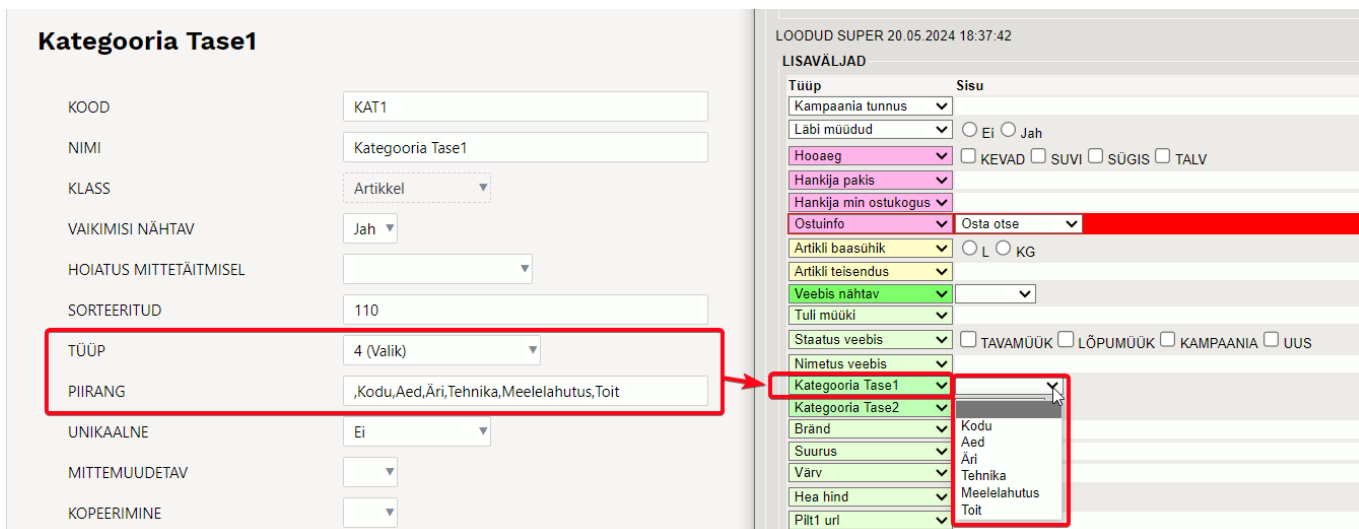 Kategooria Tase1
KOOD KAT1
NIMI Kategooria Tase1
KLASS Artikkel
VAIKIMISI NÄHTAV Jah
HOIATUS MITTETÄITMISEL
SORTEERITUD 110
TÜÜP 4 (Valik)
PIIRANG ,Kodu,Aed,Äri,Tehnika,Meelelahutus,Toit
UNIKAALNE Ei
MITTEMUUDETAV
KOPEERIMINE
LOODUD SUPER 20.05.2024 18:37:42
LISAVÄLJAD
Tüüp Sisu
Kampaania tunnus
Läbi müüdud Ei Jah
Hooaeg KEVAD SUVI SÜGIS TALV
Hankija pakis
Hankija min ostukogus
Ostuinfo Osta otse
Artikli baasühik L KG
Artikli teisendus
Veebis nähtav
Tuli müüki
Staatus veebis TAVAMÜÜK LÕPUMÜÜK KAMPAANIA UUS
Nimetus veebis
Kategooria Tase1
Kategooria Tase2
Bränd
Suurus
Värv
Hea hind
Pilt1 url
Kodu
Aed
Äri
Tehnika
Meelelahutus
Toit